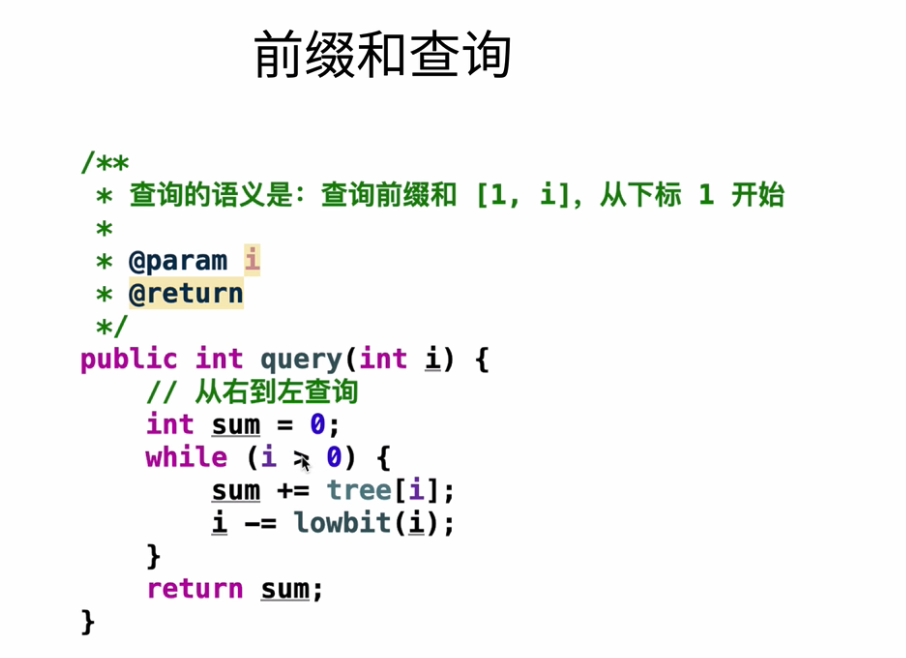 前缀和查询
/**
 * 查询的语义是：查询前缀和 [1, i]，从下标 1 开始
 *
 * @param i
 * @return
 */
public int query(int i) {
    // 从右到左查询
    int sum = 0;
    while (i > 0) {
        sum += tree[i];
        i -= lowbit(i);
    }
    return sum;
}